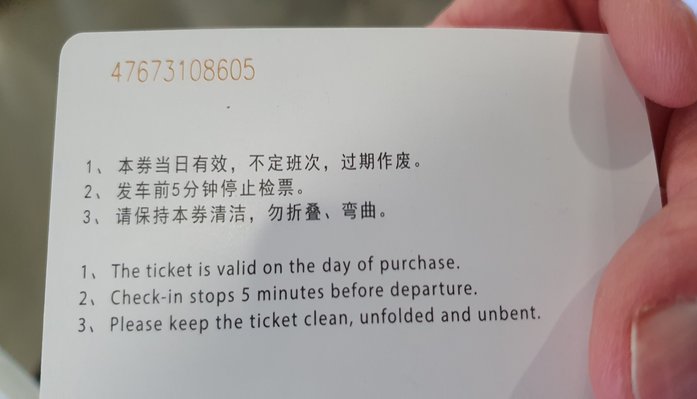 47673108605
1、本券当日有效，不定班次，过期作废。
2、发车前5分钟停止检票。
3、请保持本券清洁，勿折叠、弯曲。
1、The ticket is valid on the day of purchase.
2、Check-in stops 5 minutes before departure.
3、Please keep the ticket clean, unfolded and unbent.